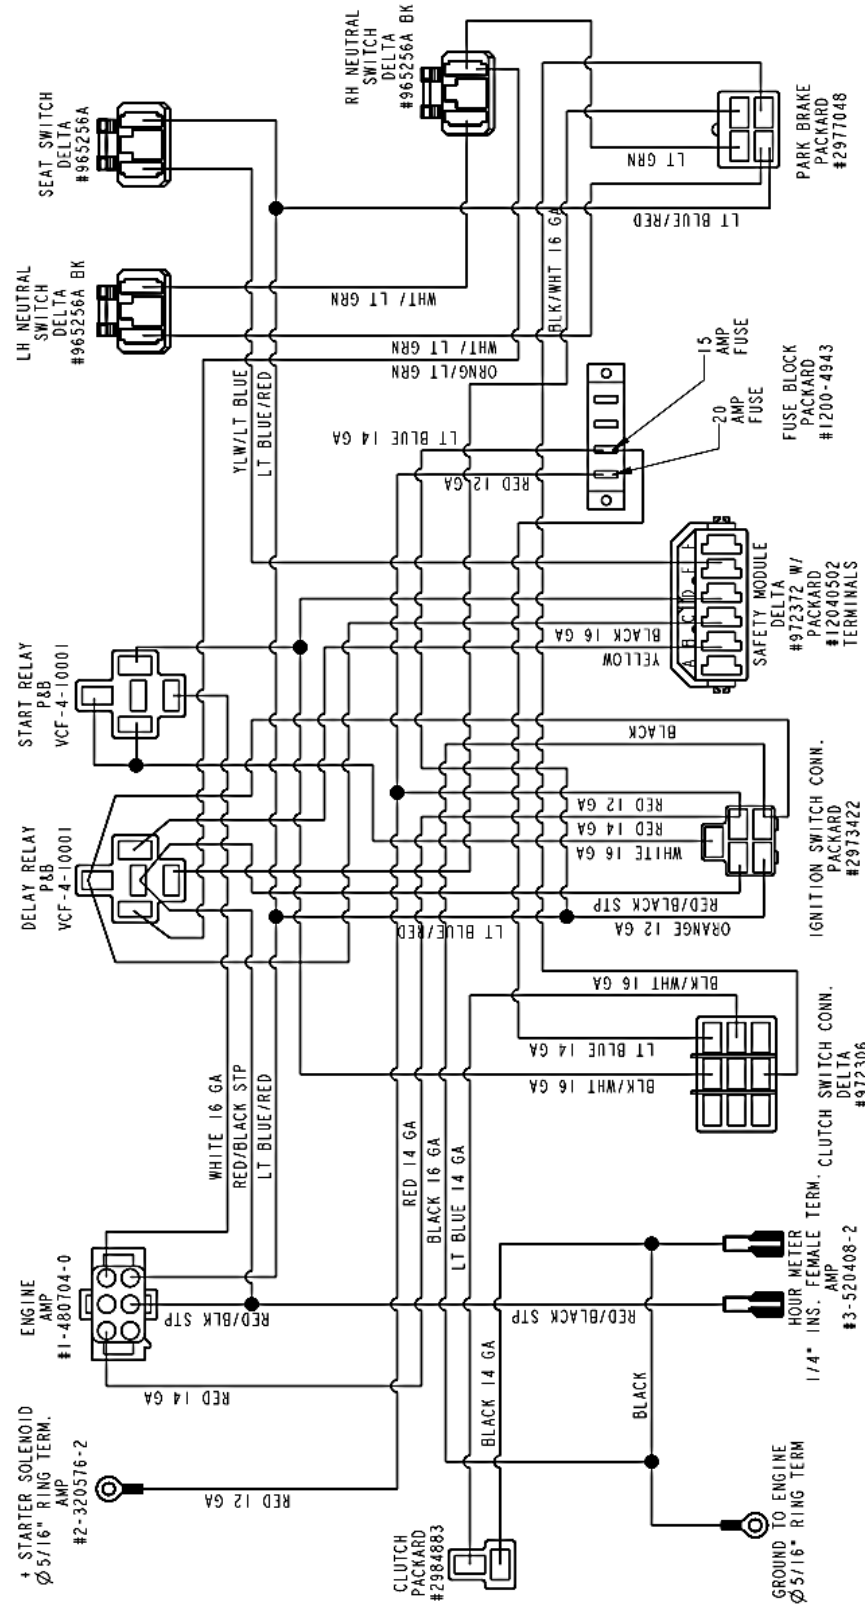 SEAT SWITCH
DELTA
#965256A
RH NEUTRAL
SWITCH
DELTA
#965256A BK
LH NEUTRAL
SWITCH
DELTA
#965256A BK
PARK BRAKE
PACKARD
#2977048
LT GRN
LT BLUE/RED
BLK/WHT 16 GA
WHT/ LT GRN
WHT/ LT GRN
ORNG/LT GRN
YLW/LT BLUE
LT BLUE/RED
LT BLUE 14 GA
RED 12 GA
15
AMP
FUSE
20
AMP
FUSE
FUSE BLOCK
PACKARD
#1200-4943
START RELAY
P&B
VCF-4-10001
BLACK 16 GA
YELLOW
A B C D E F
SAFETY MODULE
DELTA
#972372 W/
PACKARD
#12040502
TERMINALS
DELAY RELAY
P&B
VCF-4-10001
BLACK
RED 12 GA
RED 14 GA
WHITE 16 GA
RED/BLACK STP
ORANGE 12 GA
LT BLUE/RED
IGNITION SWITCH CONN.
PACKARD
#2973422
BLK/WHT 16 GA
LT BLUE 14 GA
BLK/WHT 16 GA
CLUTCH SWITCH CONN.
DELTA
#972306
WHITE 16 GA
RED/BLACK STP
LT BLUE/RED
RED 14 GA
BLACK 16 GA
LT BLUE 14 GA
ENGINE
AMP
#1-480704-0
RED/BLK STP
RED 14 GA
RED/BLACK STP
HOUR METER
1/4" INS. FEMALE TERM.
AMP
#3-520408-2
+ STARTER SOLENOID
Ø5/16" RING TERM.
AMP
#2-320576-2
RED 12 GA
BLACK 14 GA
BLACK
CLUTCH
PACKARD
#2984883
GROUND TO ENGINE
Ø5/16" RING TERM